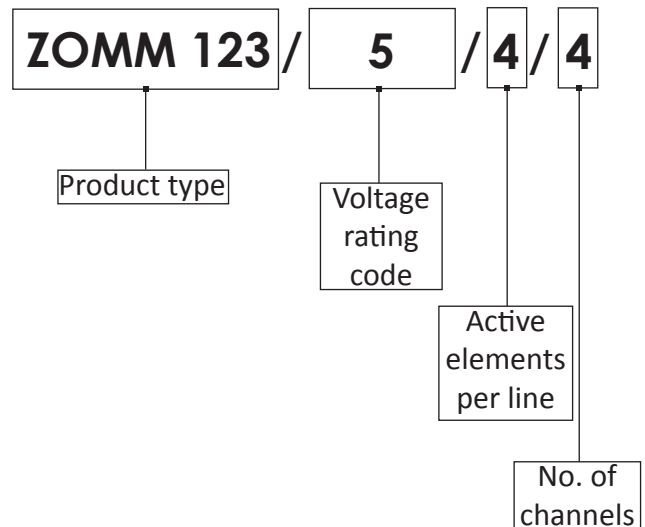 ZOMM 123 / 5 / 4 / 4
Product type
Voltage
rating
code
Active
elements
per line
No. of
channels